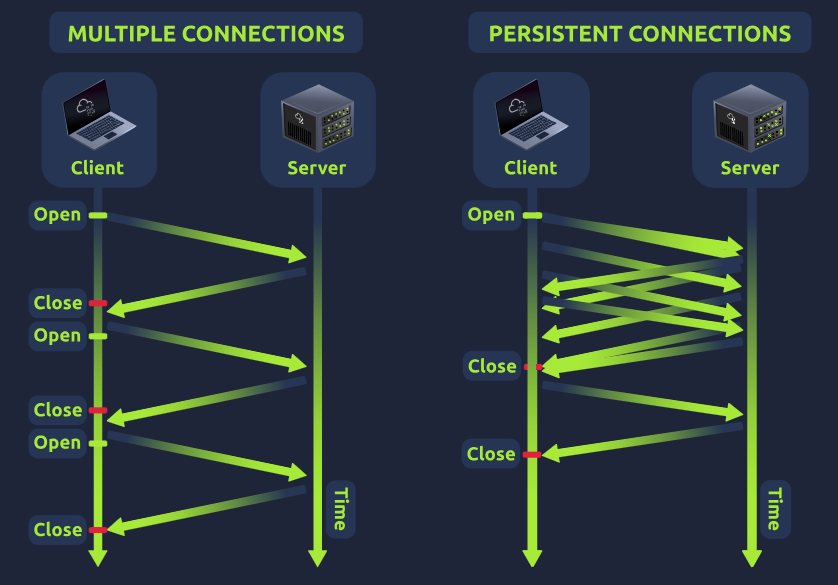 MULTIPLE CONNECTIONS
PERSISTENT CONNECTIONS
Client
Server
Client
Server
Open
Close
Open
Close
Open
Close
Time
Open
Close
Close
Time